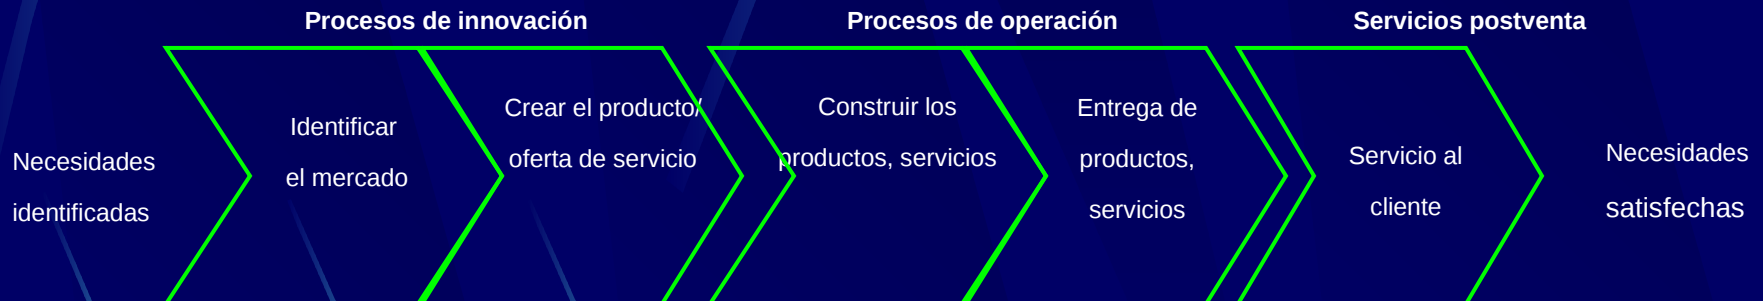 Procesos de innovación
Procesos de operación
Servicios postventa
Necesidades
identificadas
Identificar
el mercado
Crear el producto/
oferta de servicio
Construir los
productos, servicios
Entrega de
productos,
servicios
Servicio al
cliente
Necesidades
satisfechas